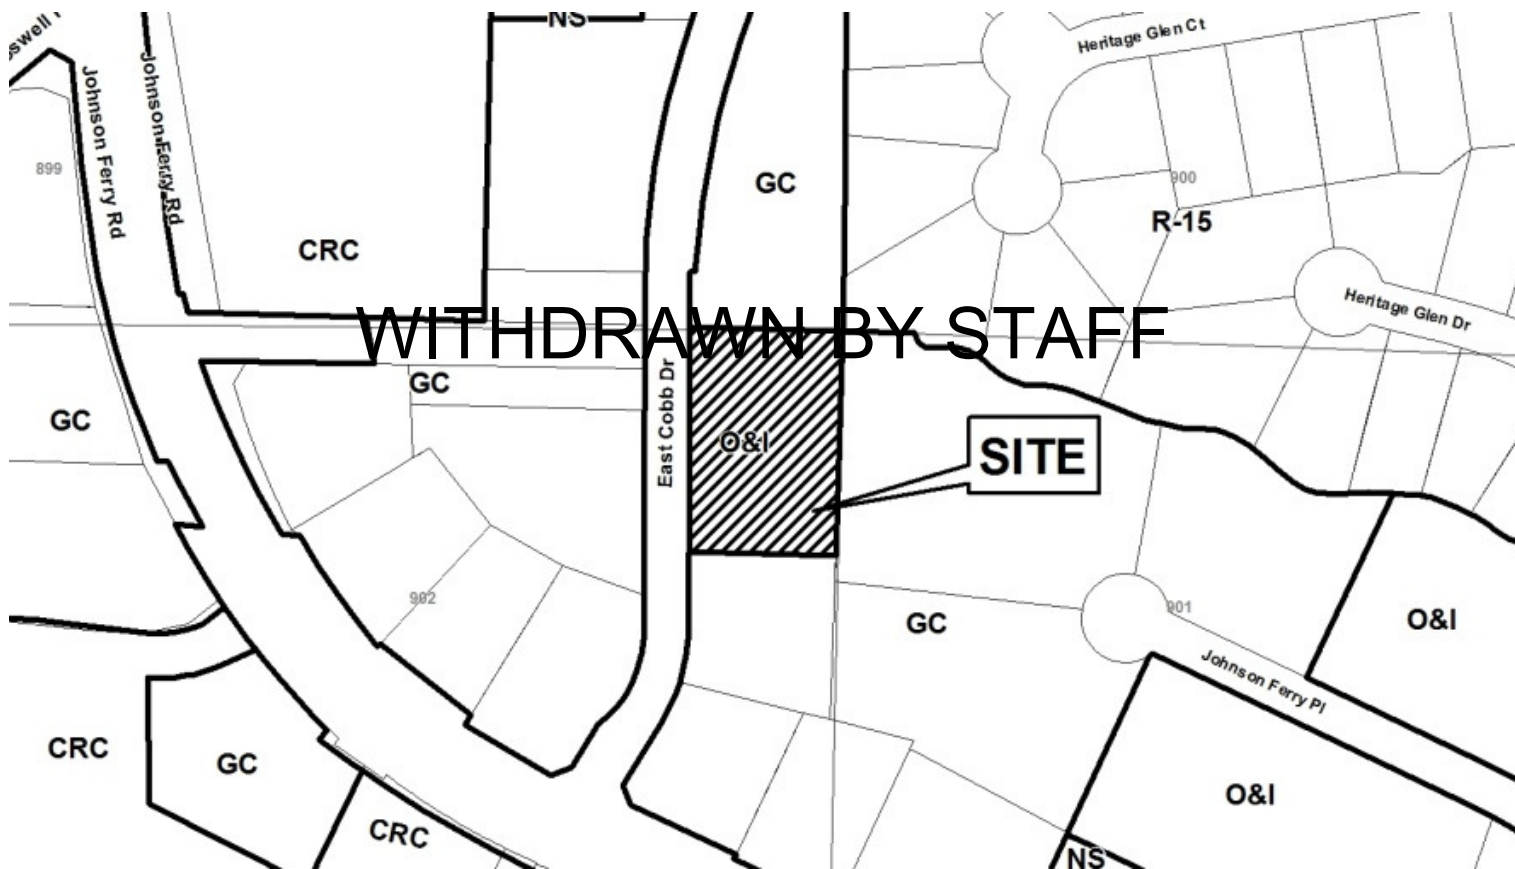 NS
Heritage Glen Ct
Johnson Ferry Rd
Johnson Ferry Rd
899
GC
900
R-15
CRC
Heritage Glen Dr
WITHDRAWN BY STAFF
GC
GC
East Cobb Dr
O&I
SITE
902
GC
901
O&I
Johnson Ferry Pl
CRC
GC
O&I
CRC
NS